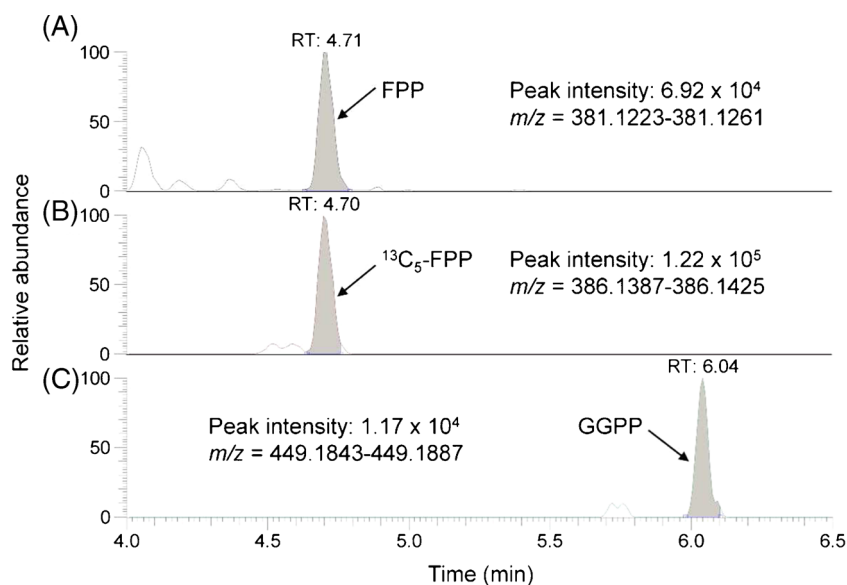 (A)
RT: 4.71
100
50
0
FPP
Peak intensity: 6.92 x 10⁴
m/z = 381.1223-381.1261
(B)
RT: 4.70
100
50
0
¹³C₅-FPP
Peak intensity: 1.22 x 10⁵
m/z = 386.1387-386.1425
(C)
RT: 6.04
100
50
0
Peak intensity: 1.17 x 10⁴
m/z = 449.1843-449.1887
GGPP
Relative abundance
4.0 4.5 5.0 5.5 6.0 6.5
Time (min)